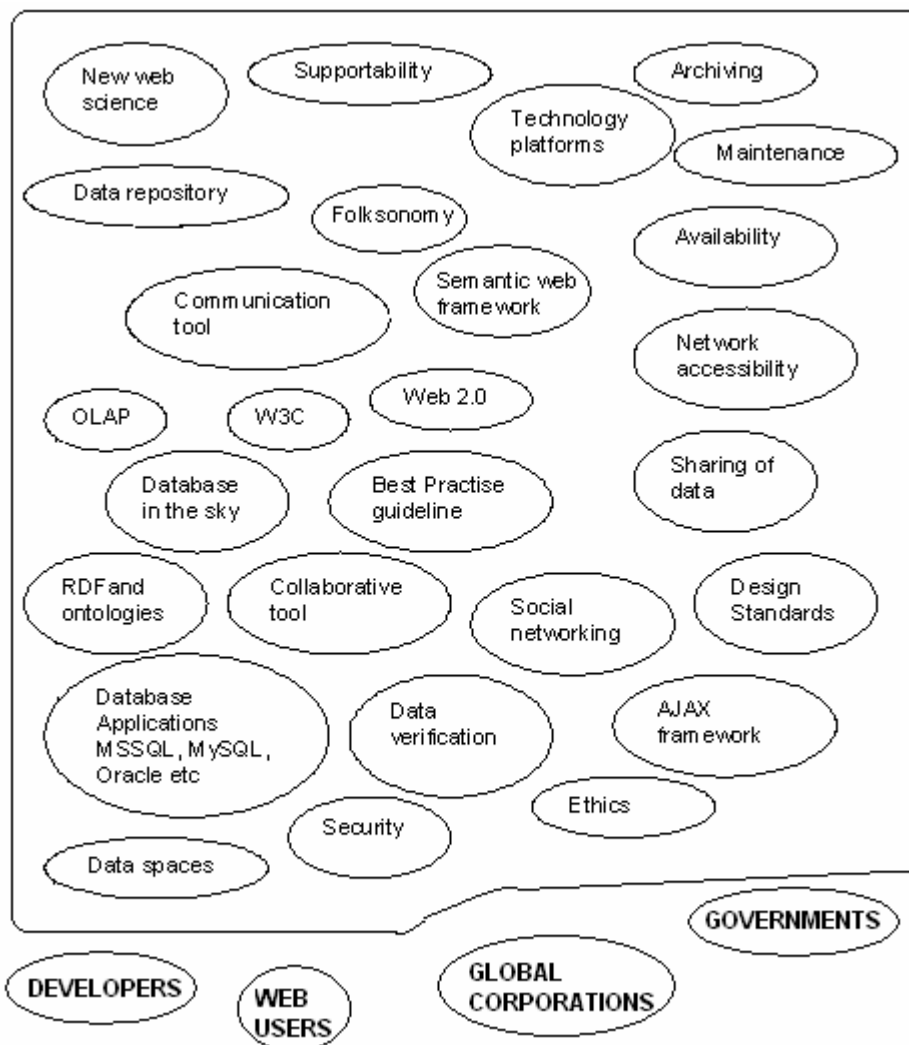 New web
science
Supportability
Archiving
Technology
platforms
Maintenance
Data repository
Folksonomy
Availability
Semantic web
framework
Communication
tool
Network
accessibility
Web 2.0
OLAP
W3C
Sharing of
data
Database
in the sky
Best Practise
guideline
RDF and
ontologies
Collaborative
tool
Social
networking
Design
Standards
Database
Applications
MSSQL, MySQL,
Oracle etc
Data
verification
AJAX
framework
Ethics
Security
Data spaces
GOVERNMENTS
DEVELOPERS
WEB
USERS
GLOBAL
CORPORATIONS